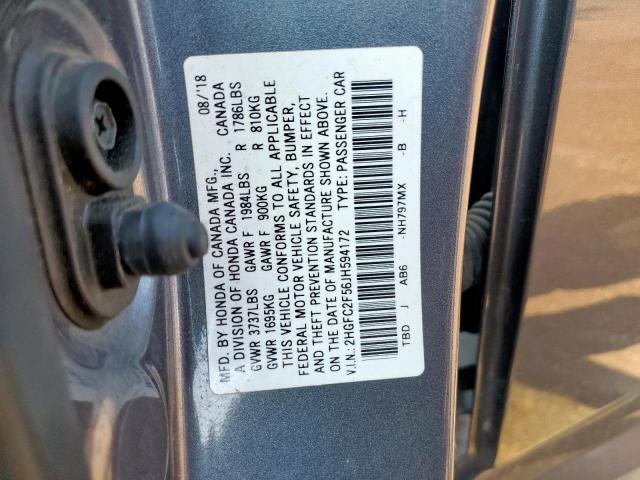 MFD. BY HONDA OF CANADA MFG., 08/'18
A DIVISION OF HONDA CANADA INC. CANADA
GVWR 3737LBS GAWR F 1984LBS R 1786LBS
GVWR 1695KG GAWR F 900KG R 810KG
THIS VEHICLE CONFORMS TO ALL APPLICABLE
FEDERAL MOTOR VEHICLE SAFETY, BUMPER,
AND THEFT PREVENTION STANDARDS IN EFFECT
ON THE DATE OF MANUFACTURE SHOWN ABOVE.
V.I.N.: 2HGFC2F56JH594172 TYPE: PASSENGER CAR
TBD J AB6 -NH797MX -B -H